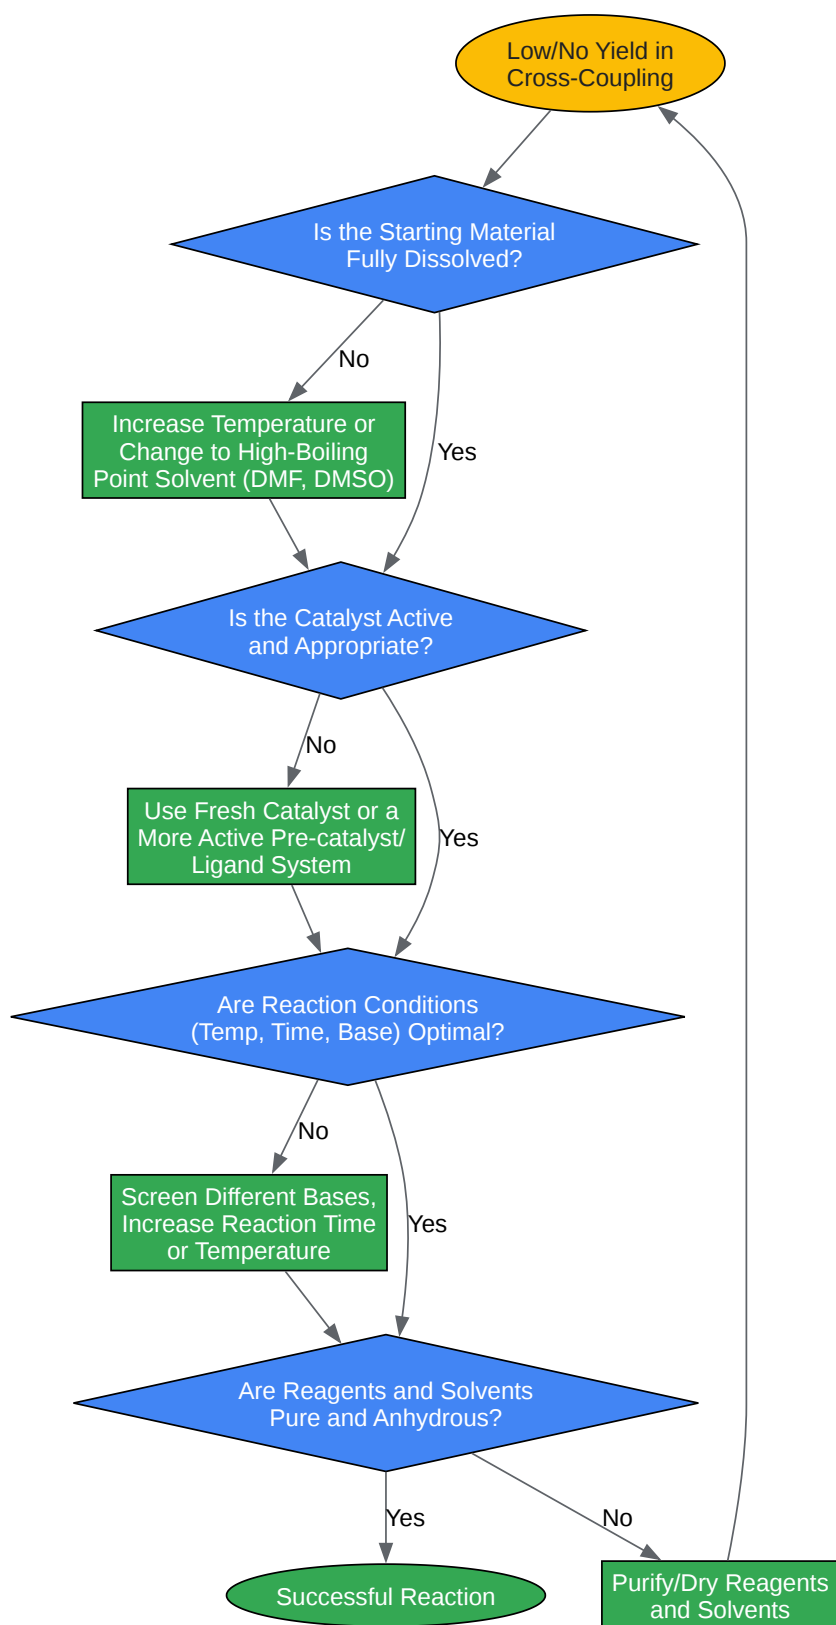 Low/No Yield in
Cross-Coupling
Is the Starting Material
Fully Dissolved?
No
Increase Temperature or
Change to High-Boiling
Point Solvent (DMF, DMSO)
Yes
Is the Catalyst Active
and Appropriate?
No
Use Fresh Catalyst or a
More Active Pre-catalyst/
Ligand System
Yes
Are Reaction Conditions
(Temp, Time, Base) Optimal?
No
Screen Different Bases,
Increase Reaction Time
or Temperature
Yes
Are Reagents and Solvents
Pure and Anhydrous?
Yes
No
Successful Reaction
Purify/Dry Reagents
and Solvents